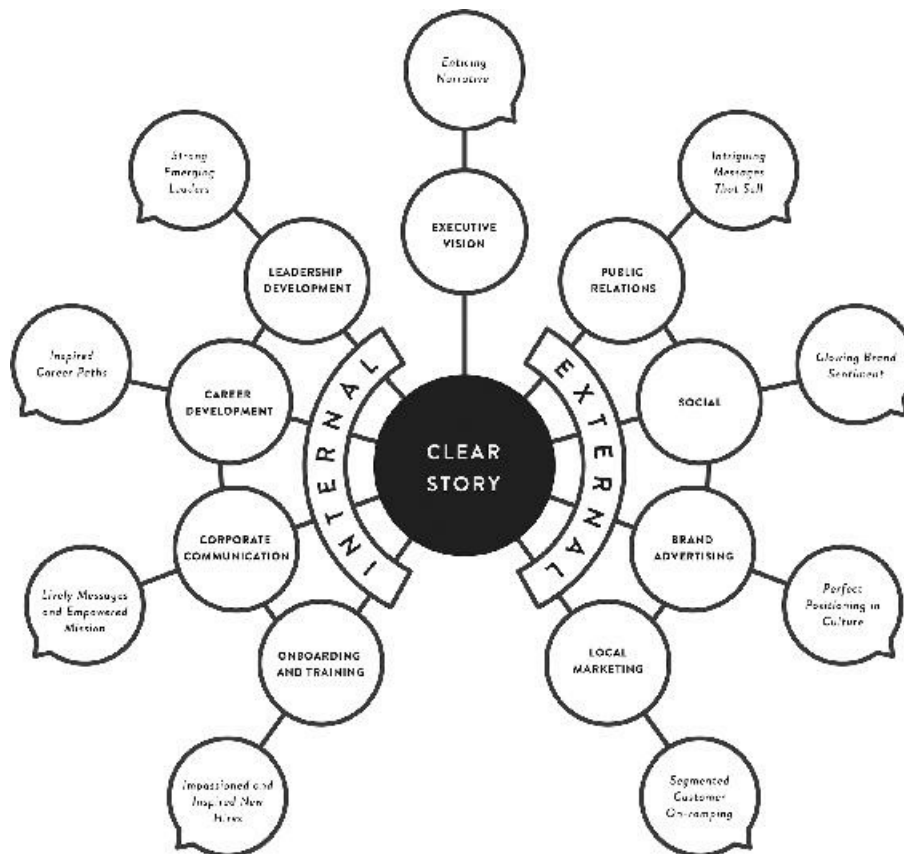 Enticing
Narrative
EXECUTIVE
VISION
Strong
Emerging
Leaders
LEADERSHIP
DEVELOPMENT
Inspired
Career Paths
CAREER
DEVELOPMENT
Lively Messages
and Empowered
Mission
CORPORATE
COMMUNICATION
Impassioned and
Inspired New
Hires
ONBOARDING
AND TRAINING
INTERNAL
CLEAR
STORY
EXTERNAL
Intriguing
Messages
That Sell
PUBLIC
RELATIONS
Glowing Brand
Sentiment
SOCIAL
Perfect
Positioning in
Culture
BRAND
ADVERTISING
Segmented
Customer
On-ramping
LOCAL
MARKETING